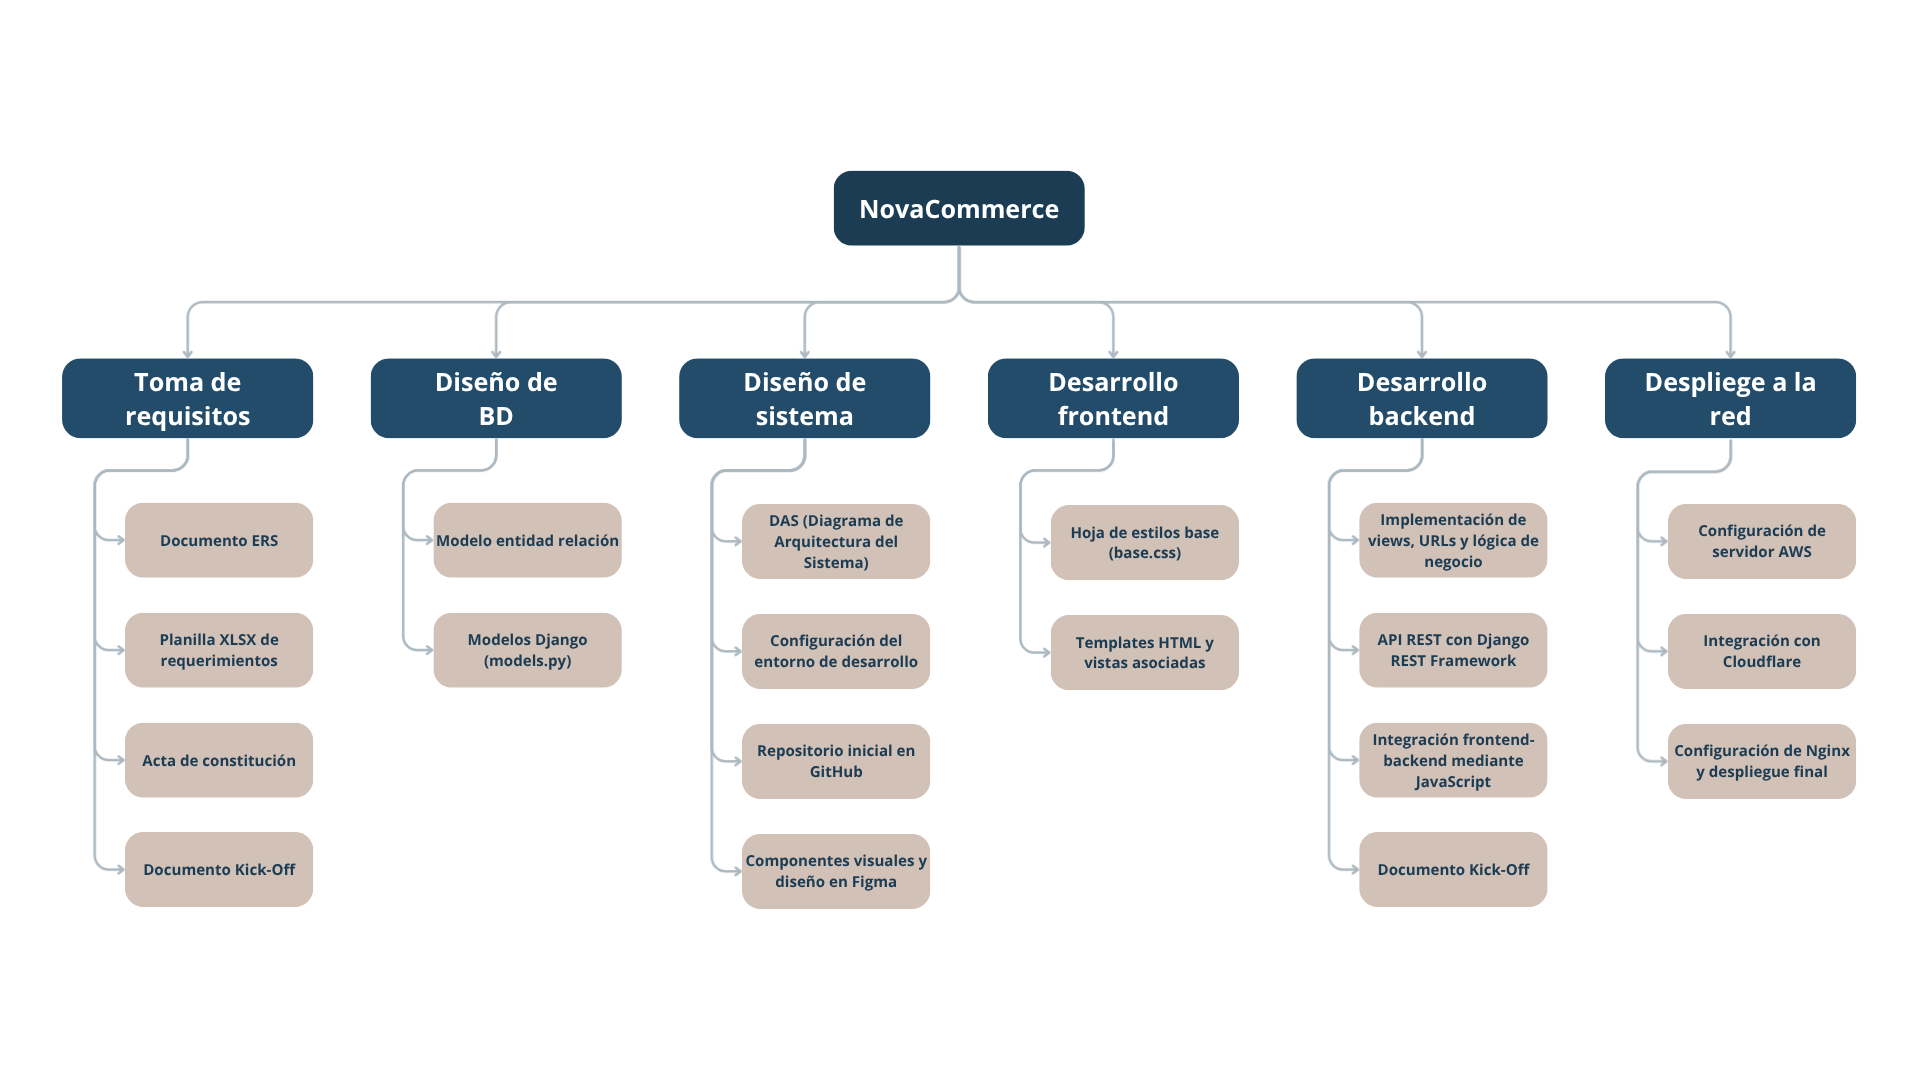 NovaCommerce
Toma de
requisitos
Documento ERS
Planilla XLSX de
requerimientos
Acta de constitución
Documento Kick-Off
Diseño de
BD
Modelo entidad relación
Modelos Django
(models.py)
Diseño de
sistema
DAS (Diagrama de
Arquitectura del
Sistema)
Configuración del
entorno de desarrollo
Repositorio inicial en
GitHub
Componentes visuales y
diseño en Figma
Desarrollo
frontend
Hoja de estilos base
(base.css)
Templates HTML y
vistas asociadas
Desarrollo
backend
Implementación de
views, URLs y lógica de
negocio
API REST con Django
REST Framework
Integración frontend-
backend mediante
JavaScript
Documento Kick-Off
Despliege a la
red
Configuración de
servidor AWS
Integración con
Cloudflare
Configuración de Nginx
y despliegue final